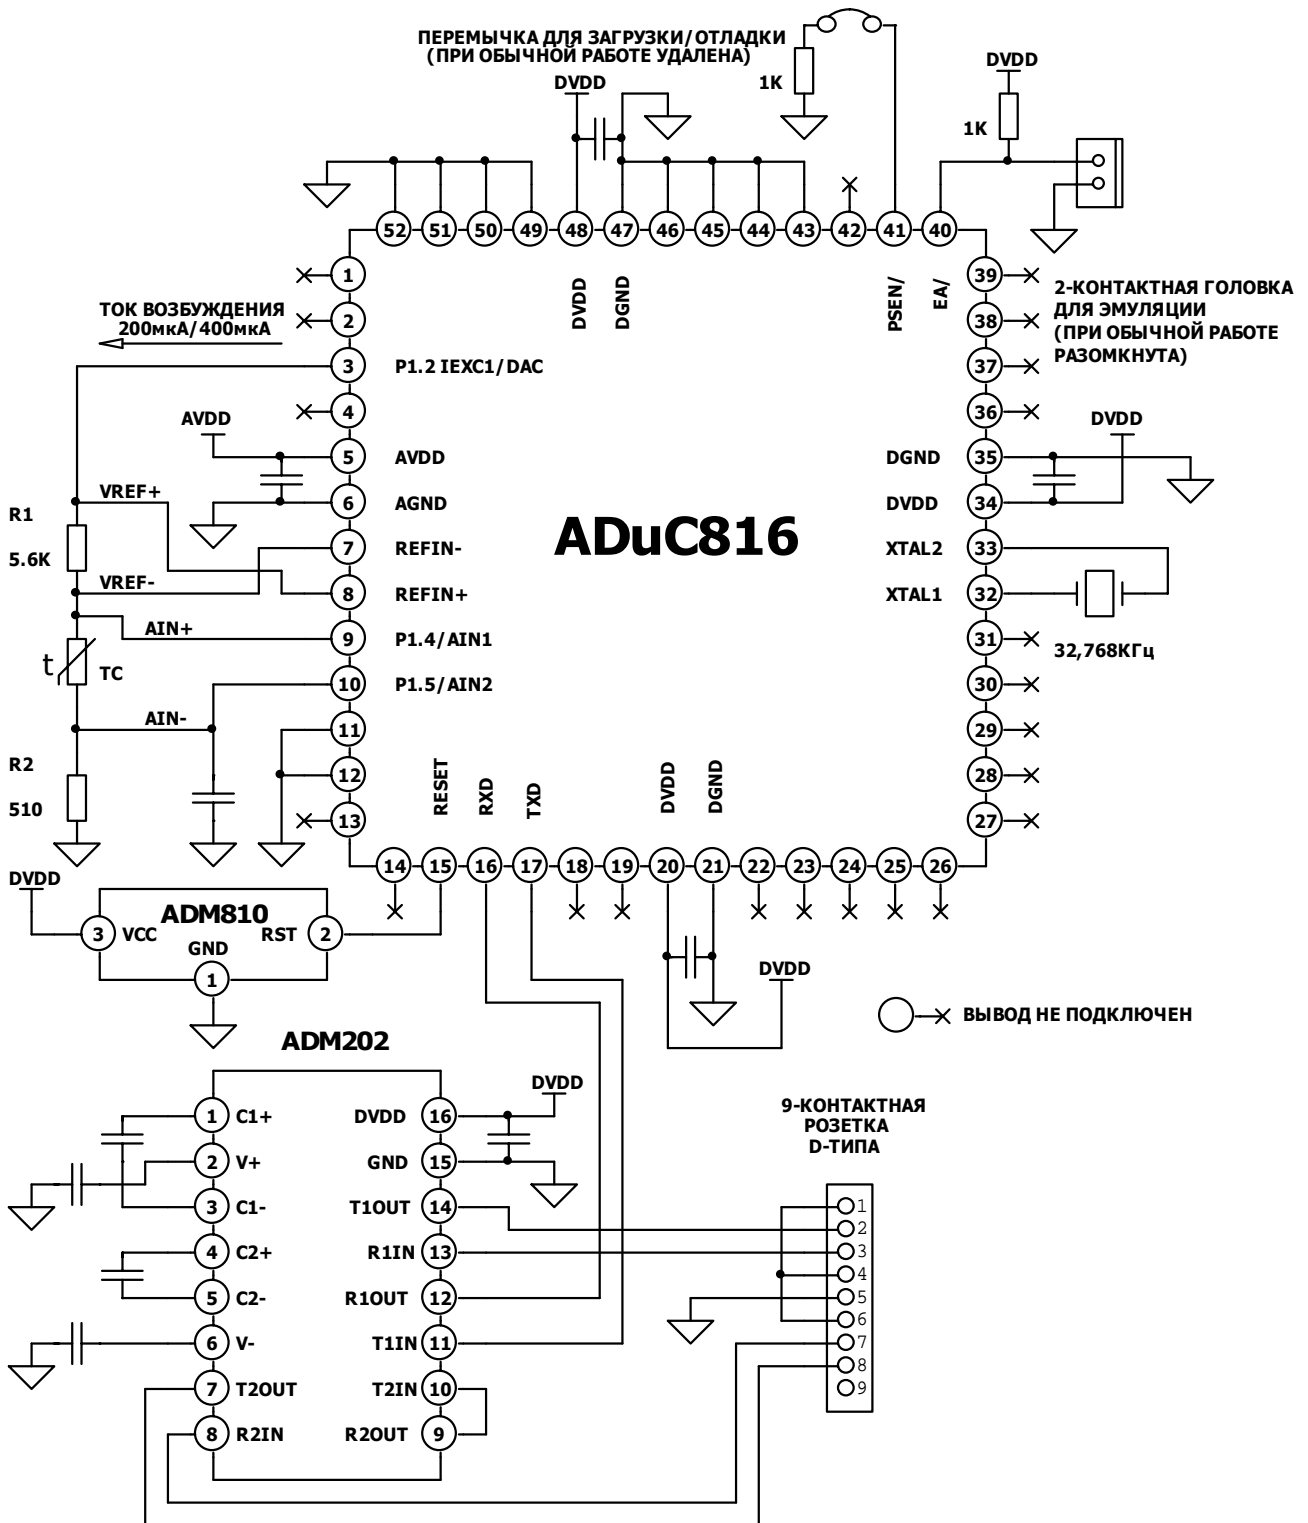 ПЕРЕМЫЧКА ДЛЯ ЗАГРУЗКИ/ОТЛАДКИ
(ПРИ ОБЫЧНОЙ РАБОТЕ УДАЛЕНА)
DVDD
1K
DVDD
1K
52
51
50
49
48
47
46
45
44
43
42
41
40
DVDD
DGND
PSEN/
EA/
1
2
3
4
5
6
7
8
9
10
11
12
13
ТОК ВОЗБУЖДЕНИЯ
200мкА/400мкА
P1.2 IEXC1/DAC
AVDD
AVDD
AGND
REFIN-
REFIN+
P1.4/AIN1
P1.5/AIN2
VREF+
R1
5.6K
VREF-
AIN+
t
TC
AIN-
R2
510
ADuC816
39
38
37
36
35
34
33
32
31
30
29
28
27
2-КОНТАКТНАЯ ГОЛОВКА
ДЛЯ ЭМУЛЯЦИИ
(ПРИ ОБЫЧНОЙ РАБОТЕ
РАЗОМКНУТА)
DVDD
DGND
DVDD
XTAL2
XTAL1
32,768КГц
RESET
RXD
TXD
DVDD
DGND
14
15
16
17
18
19
20
21
22
23
24
25
26
DVDD
ADM810
3
VCC
RST
2
GND
1
DVDD
ВЫВОД НЕ ПОДКЛЮЧЕН
ADM202
DVDD
1
C1+
DVDD
16
2
V+
GND
15
3
C1-
T1OUT
14
4
C2+
R1IN
13
5
C2-
R1OUT
12
6
V-
T1IN
11
7
T2OUT
T2IN
10
8
R2IN
R2OUT
9
9-КОНТАКТНАЯ
РОЗЕТКА
D-ТИПА
1
2
3
4
5
6
7
8
9